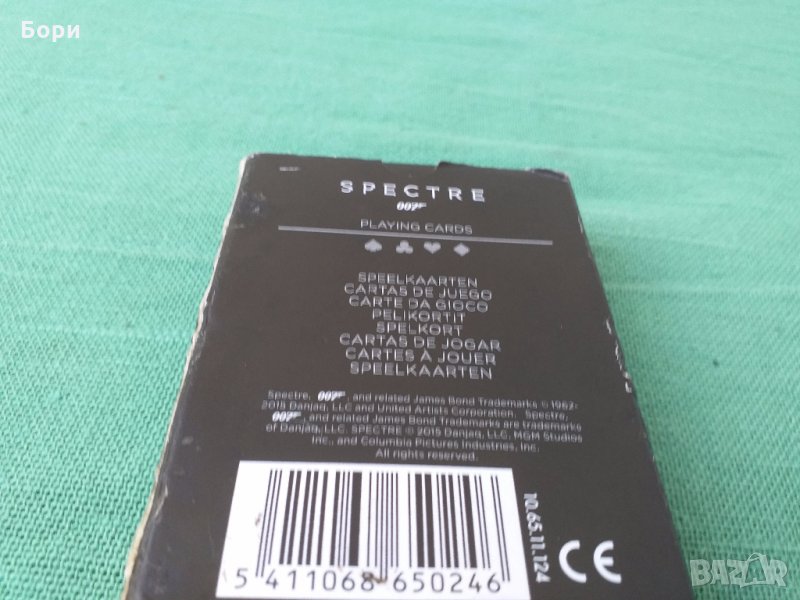 Бори
SPECTRE
007
PLAYING CARDS
SPEELKAARTEN
CARTAS DE JUEGO
CARTE DA GIOCO
PELIKORTIT
SPELKORT
CARTAS DE JOGAR
CARTES À JOUER
SPEELKAARTEN
Spectre, 007, and related James Bond Trademarks © 1962-
2015 Danjaq, LLC and United Artists Corporation. Spectre,
007, and related James Bond Trademarks are trademarks
of Danjaq, LLC. SPECTRE © 2015 Danjaq, LLC, MGM Studios
Inc., and Columbia Pictures Industries, Inc.
All rights reserved.
5 411068 650246
10.65.11.124
CE
BAZAR